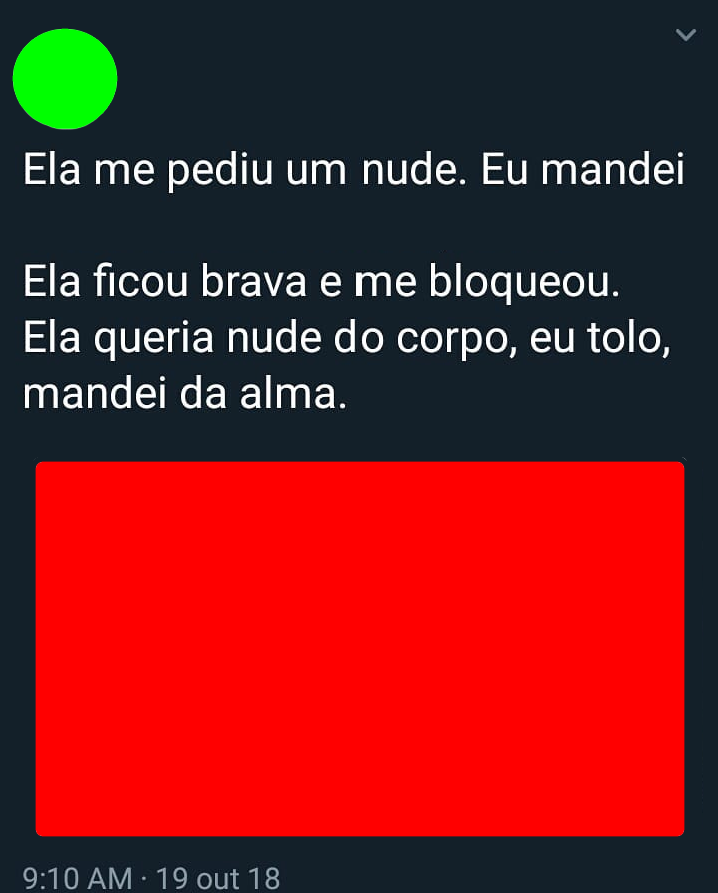 Ela me pediu um nude. Eu mandei
Ela ficou brava e me bloqueou.
Ela queria nude do corpo, eu tolo,
mandei da alma.
9:10 AM · 19 out 18